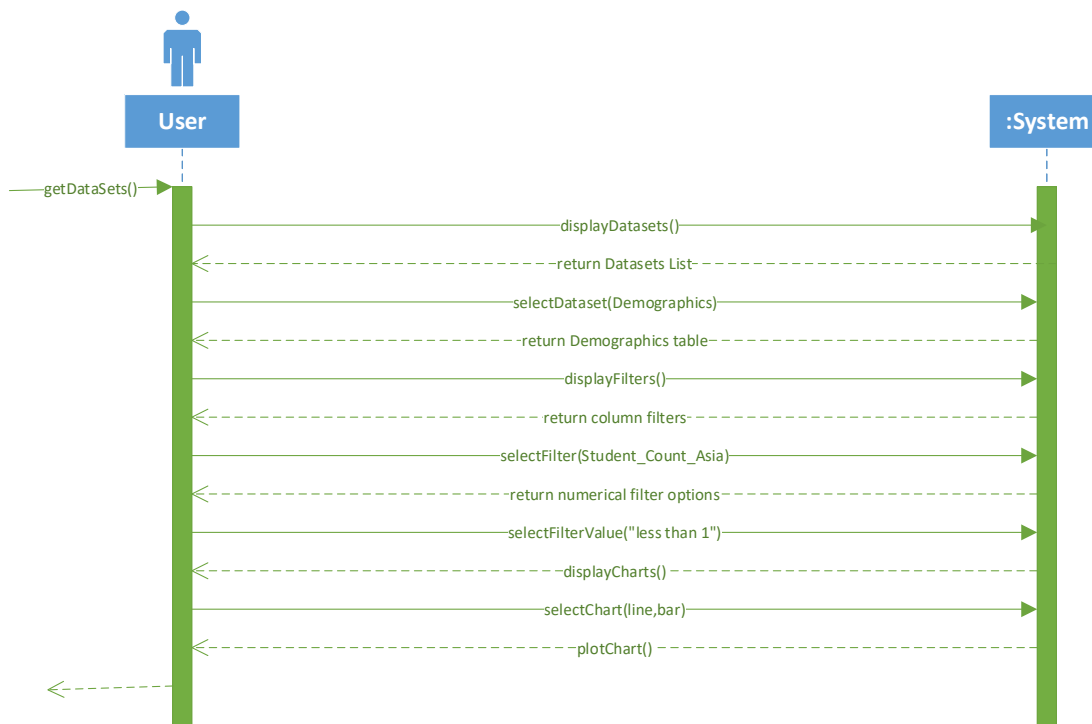 User
:System
getDataSets()
displayDatasets()
return Datasets List
selectDataset(Demographics)
return Demographics table
displayFilters()
return column filters
selectFilter(Student_Count_Asia)
return numerical filter options
selectFilterValue("less than 1")
displayCharts()
selectChart(line,bar)
plotChart()